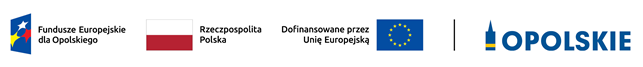 Fundusze Europejskie
dla Opolskiego
Rzeczpospolita
Polska
Dofinansowane przez
Unię Europejską
OPOLSKIE